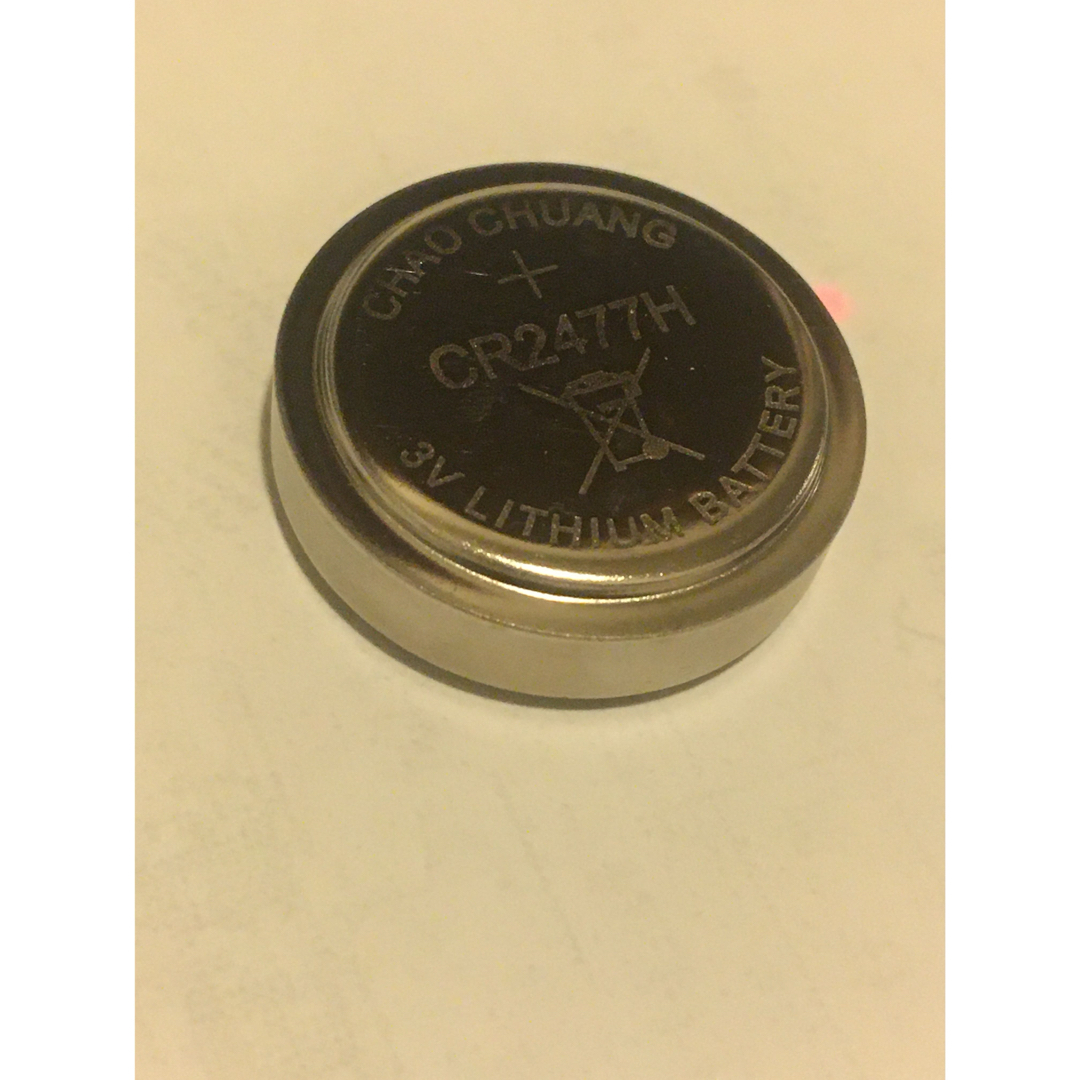 CHAO CHUANG
+
CR2477H
3V LITHIUM BATTERY